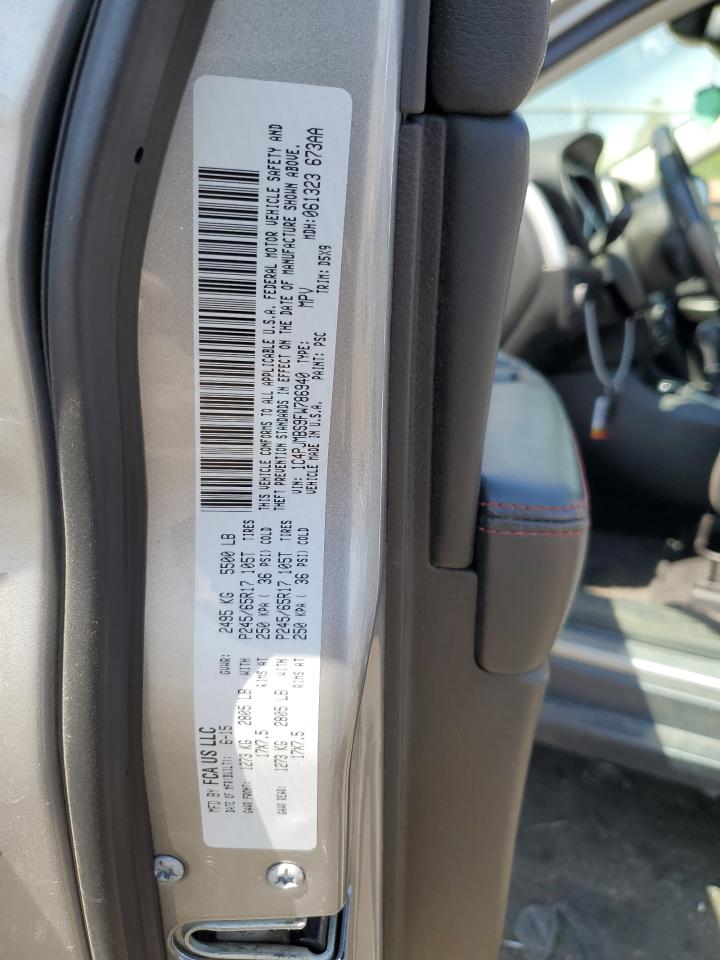 MFD BY FCA US LLC
DATE OF MFR(BUILT): 6-15 GVWR: 2495 KG 5500 LB
GAWR FRONT: 1273 KG 2805 LB WITH P245/65R17 105T TIRES
17X7.5 RIMS AT 250 KPA ( 36 PSI) COLD
GAWR REAR: 1273 KG 2805 LB WITH P245/65R17 105T TIRES
17X7.5 RIMS AT 250 KPA ( 36 PSI) COLD
THIS VEHICLE CONFORMS TO ALL APPLICABLE U.S.A. FEDERAL MOTOR VEHICLE SAFETY AND
THEFT PREVENTION STANDARDS IN EFFECT ON THE DATE OF MANUFACTURE SHOWN ABOVE.
VIN: 1C4PJMBS9FW786940 TYPE: MPV MDH:061323 673AA
VEHICLE MADE IN U.S.A. PAINT: PSC TRIM: D5X9